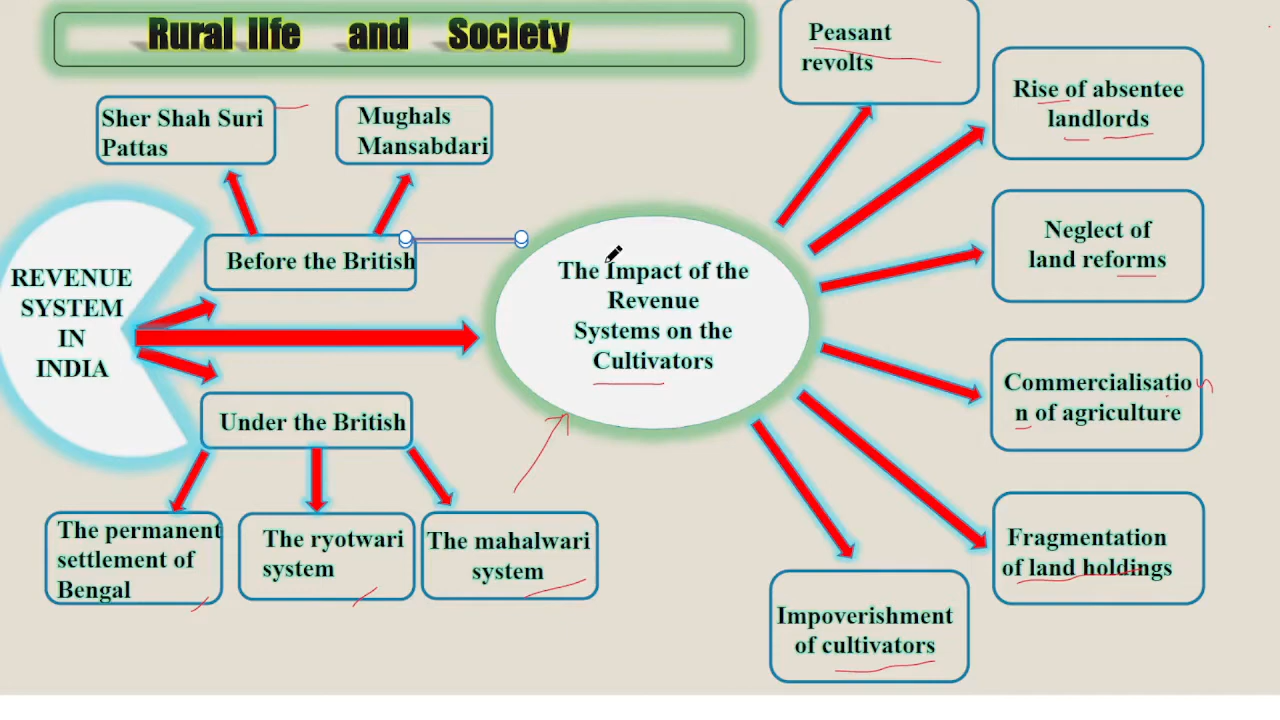 Rural life and Society
Sher Shah Suri
Pattas
Mughals
Mansabdari
Before the British
REVENUE
SYSTEM
IN
INDIA
Under the British
The permanent
settlement of
Bengal
The ryotwari
system
The mahalwari
system
The Impact of the
Revenue
Systems on the
Cultivators
Peasant
revolts
Rise of absentee
landlords
Neglect of
land reforms
Commercialisatio n
n of agriculture
Fragmentation
of land holdings
Impoverishment
of cultivators